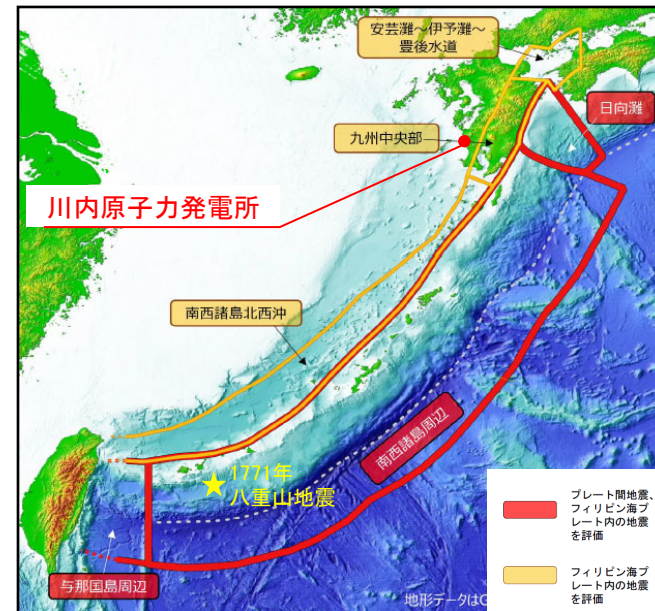 安芸灘～伊予灘～
豊後水道
日向灘
九州中央部
川内原子力発電所
南西諸島北西沖
南西諸島周辺
1771年
八重山地震
与那国島周辺
プレート間地震、
フィリピン海プ
レート内の地震
を評価
フィリピン海プ
レート内の地震
を評価
地形データはG